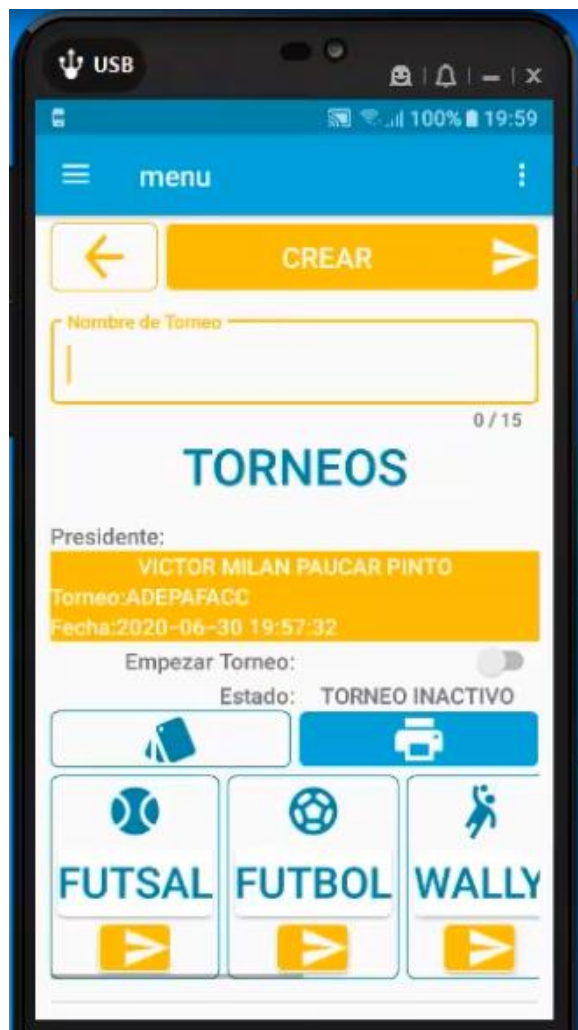 USB
100% 19:59
menu
CREAR
Nombre de Torneo
0 / 15
TORNEOS
Presidente:
VICTOR MILAN PAUCAR PINTO
Torneo:ADEPAFACC
Fecha:2020-06-30 19:57:32
Empezar Torneo:
Estado: TORNEO INACTIVO
FUTSAL FUTBOL WALLY